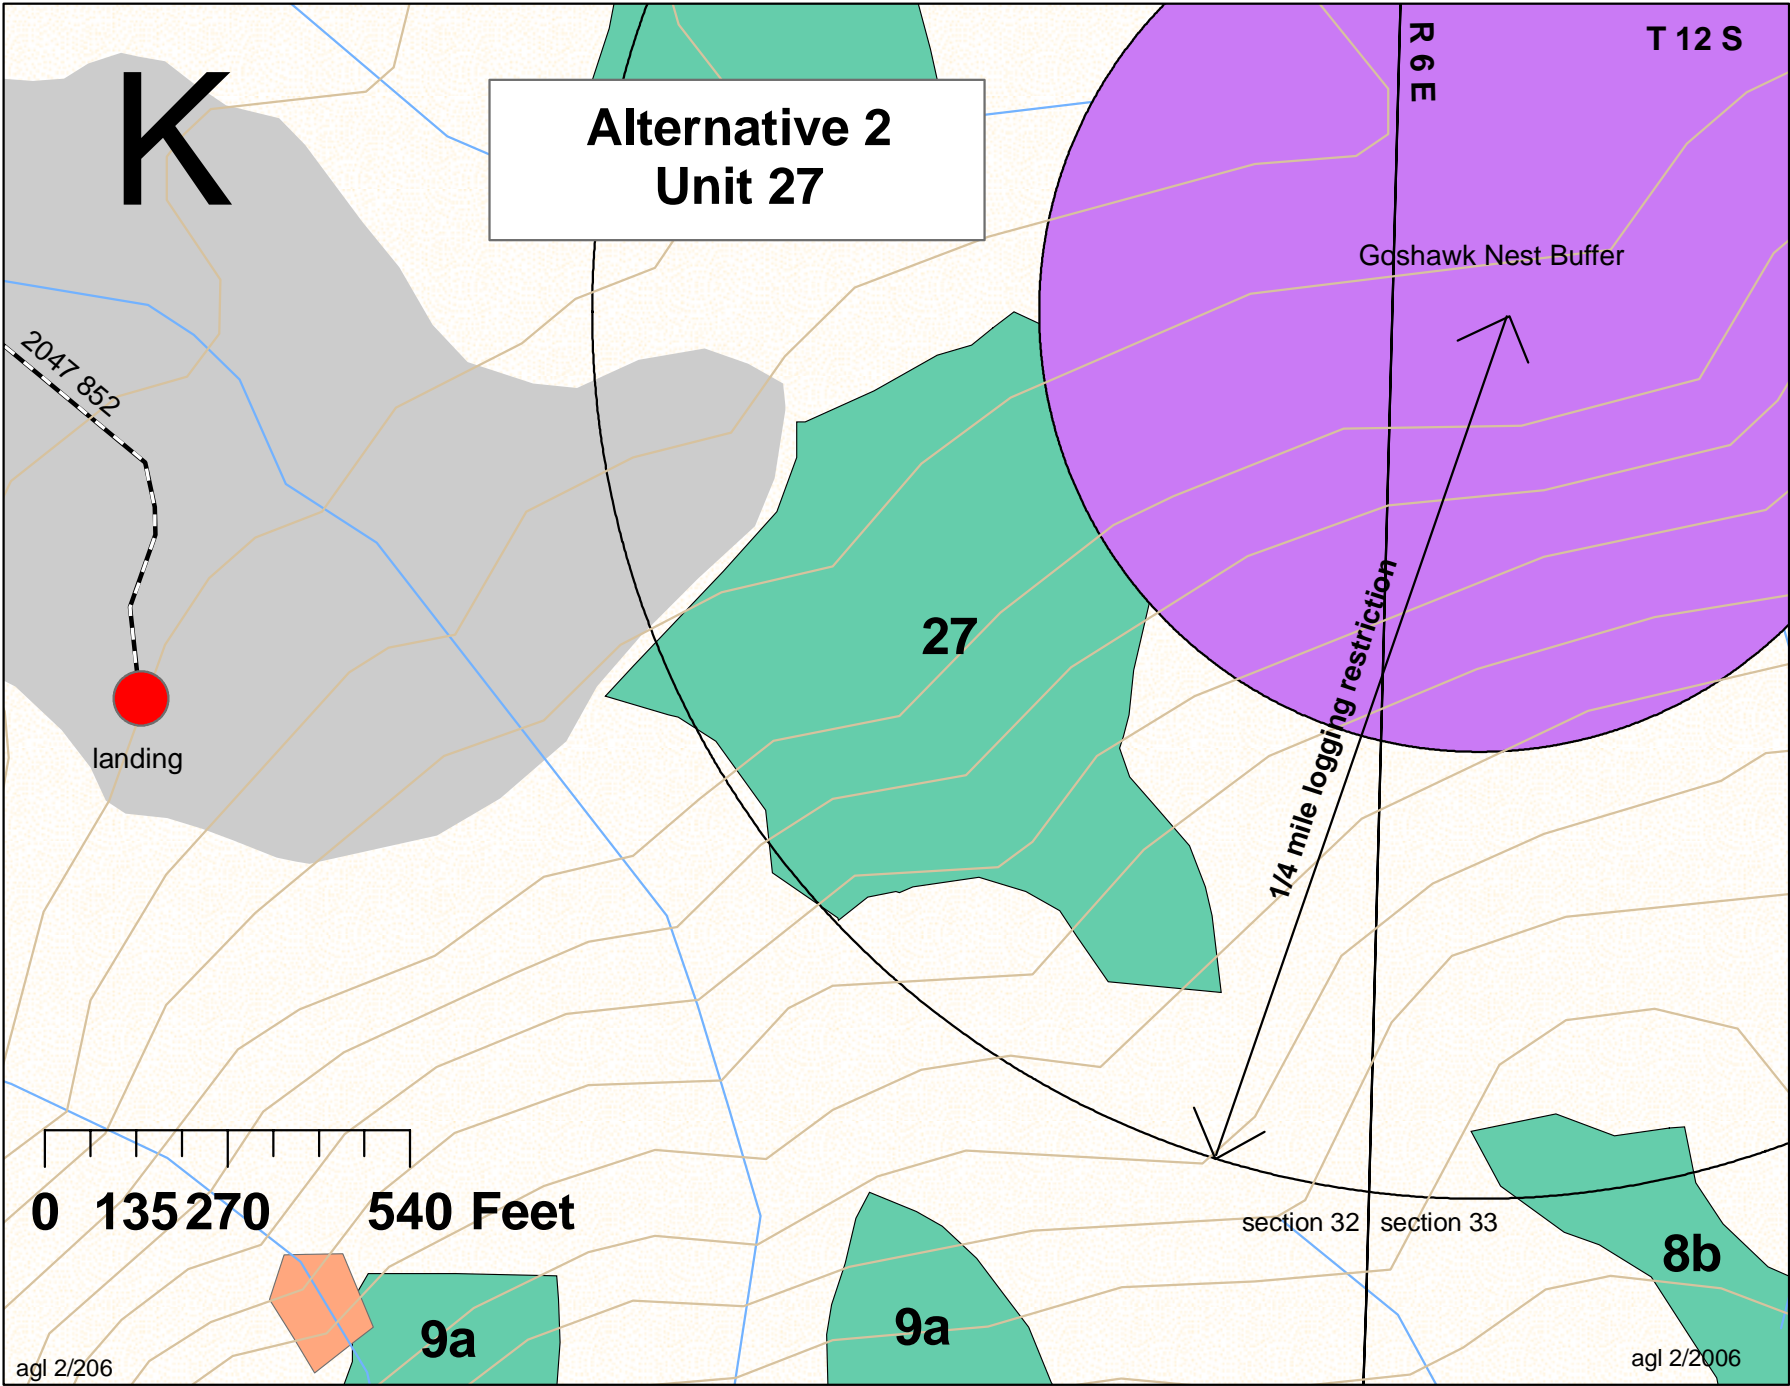 K
Alternative 2
Unit 27
R 6 E
T 12 S
Goshawk Nest Buffer
2047 852
27
1/4 mile logging restriction
landing
0 135 270 540 Feet
section 32 section 33
8b
9a
9a
agl 2/206
agl 2/2006